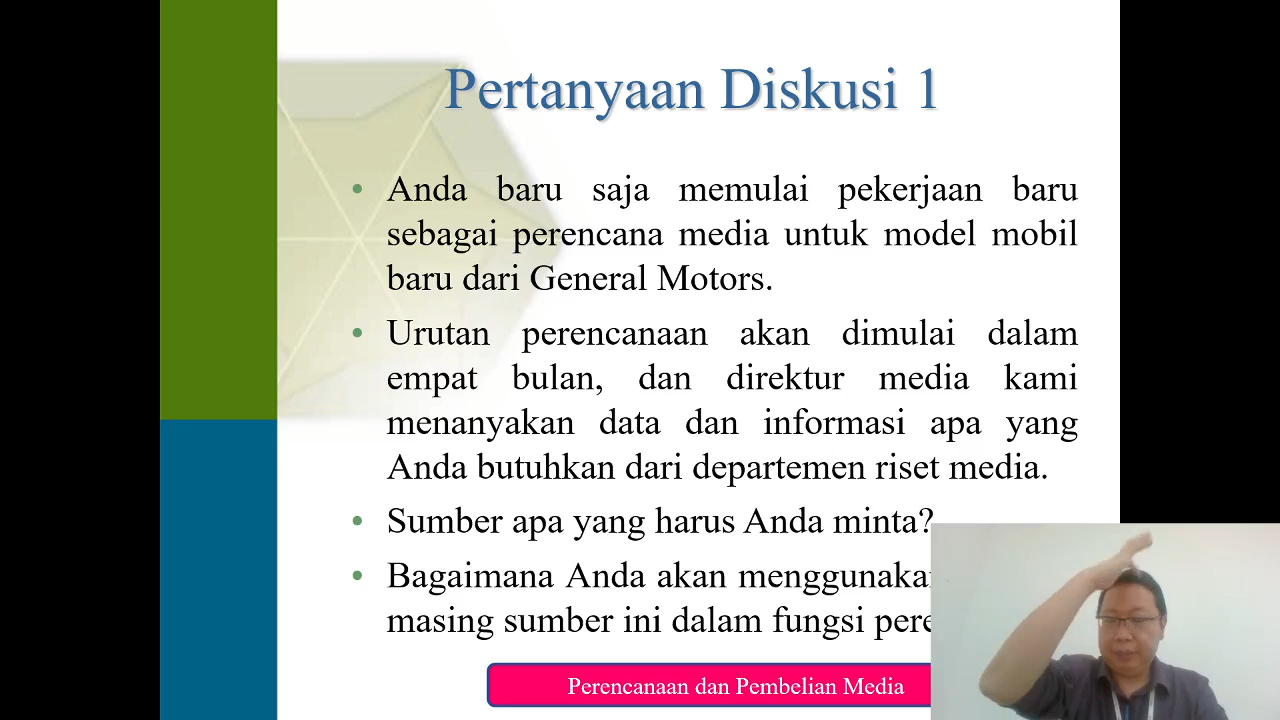 Pertanyaan Diskusi 1
• Anda baru saja memulai pekerjaan baru
sebagai perencana media untuk model mobil
baru dari General Motors.
• Urutan perencanaan akan dimulai dalam
empat bulan, dan direktur media kami
menanyakan data dan informasi apa yang
Anda butuhkan dari departemen riset media.
• Sumber apa yang harus Anda minta?
• Bagaimana Anda akan
masing sumber ini dalam fungsi
Perencanaan dan Pembelian Media